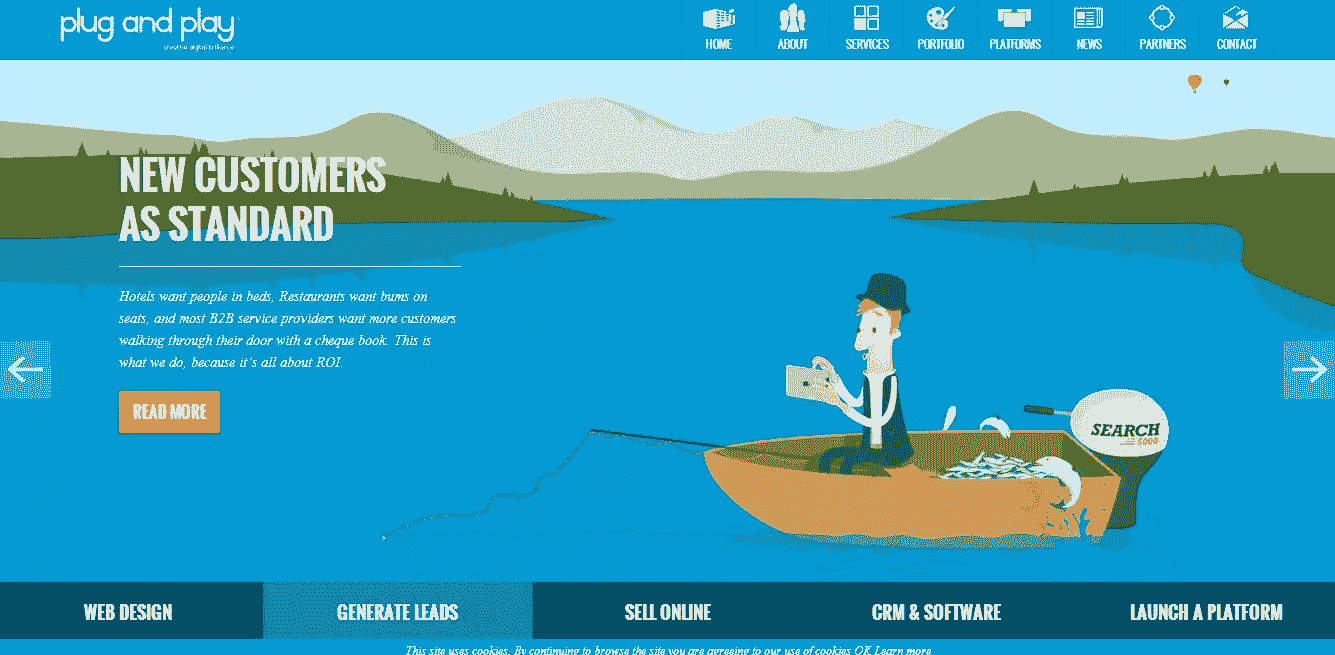 plug and play
creative digital brilliance
HOME
ABOUT
SERVICES
PORTFOLIO
PLATFORMS
NEWS
PARTNERS
CONTACT
NEW CUSTOMERS
AS STANDARD
Hotels want people in beds, Restaurants want bums on
seats, and most B2B service providers want more customers
walking through their door with a cheque book. This is
what we do, because it's all about ROI.
READ MORE
SEARCH
5000
WEB DESIGN
GENERATE LEADS
SELL ONLINE
CRM & SOFTWARE
LAUNCH A PLATFORM
This site uses cookies. By continuing to browse the site you are agreeing to our use of cookies OK Learn more